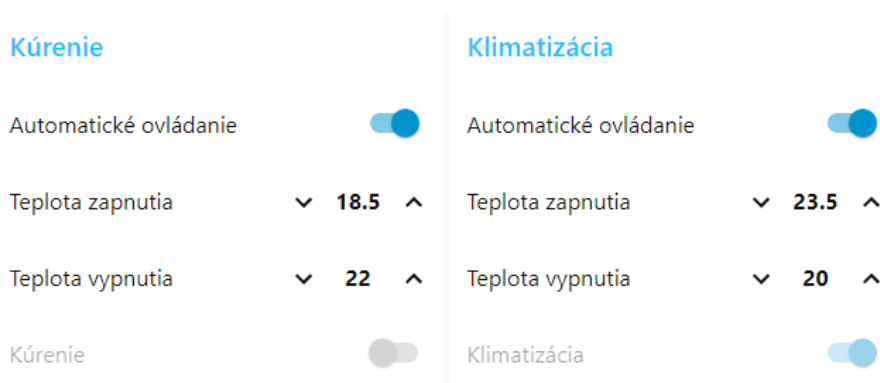 Kúrenie
Automatické ovládanie
Teplota zapnutia 18.5
Teplota vypnutia 22
Kúrenie
Klimatizácia
Automatické ovládanie
Teplota zapnutia 23.5
Teplota vypnutia 20
Klimatizácia